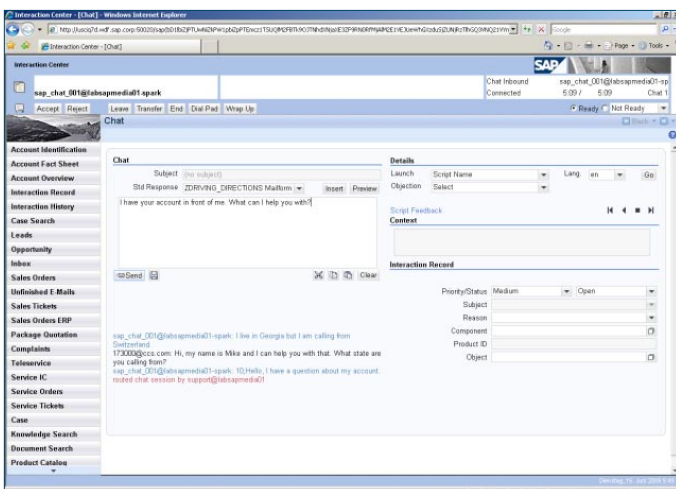 Interaction Center - [Chat] - Windows Internet Explorer
Google
Interaction Center - [Chat]
Page
Tools
Interaction Center
SAP
sap_chat_001@labsapmedia01.spark
Chat Inbound
sap_chat_001@labsapmedia01-sp
Connected
5:09 / 5:09
Chat 1
Accept Reject Leave Transfer End Dial Pad Wrap Up
Ready Not Ready
Chat
Back
Account Identification
Account Fact Sheet
Account Overview
Interaction Record
Interaction History
Case Search
Leads
Opportunity
Inbox
Sales Orders
Unfinished E-Mails
Sales Tickets
Sales Orders ERP
Package Quotation
Complaints
Teleservice
Service IC
Service Orders
Service Tickets
Case
Knowledge Search
Document Search
Product Catalog
Chat
Subject (no subject)
Std Response ZDRIVING_DIRECTIONS Mailform Insert Preview
I have your account in front of me. What can I help you with?
Send Clear
sap_chat_001@labsapmedia01-spark: I live in Georgia but I am calling from
Switzerland
173000@ccs.com: Hi, my name is Mike and I can help you with that. What state are
you calling from?
sap_chat_001@labsapmedia01-spark: 10;Hello, I have a question about my account.
routed chat session by support@labsapmedia01
Details
Launch Script Name Lang en Go
Objection Select
Script Feedback
Context
Interaction Record
Priority/Status Medium Open
Subject
Reason
Component
Product ID
Object